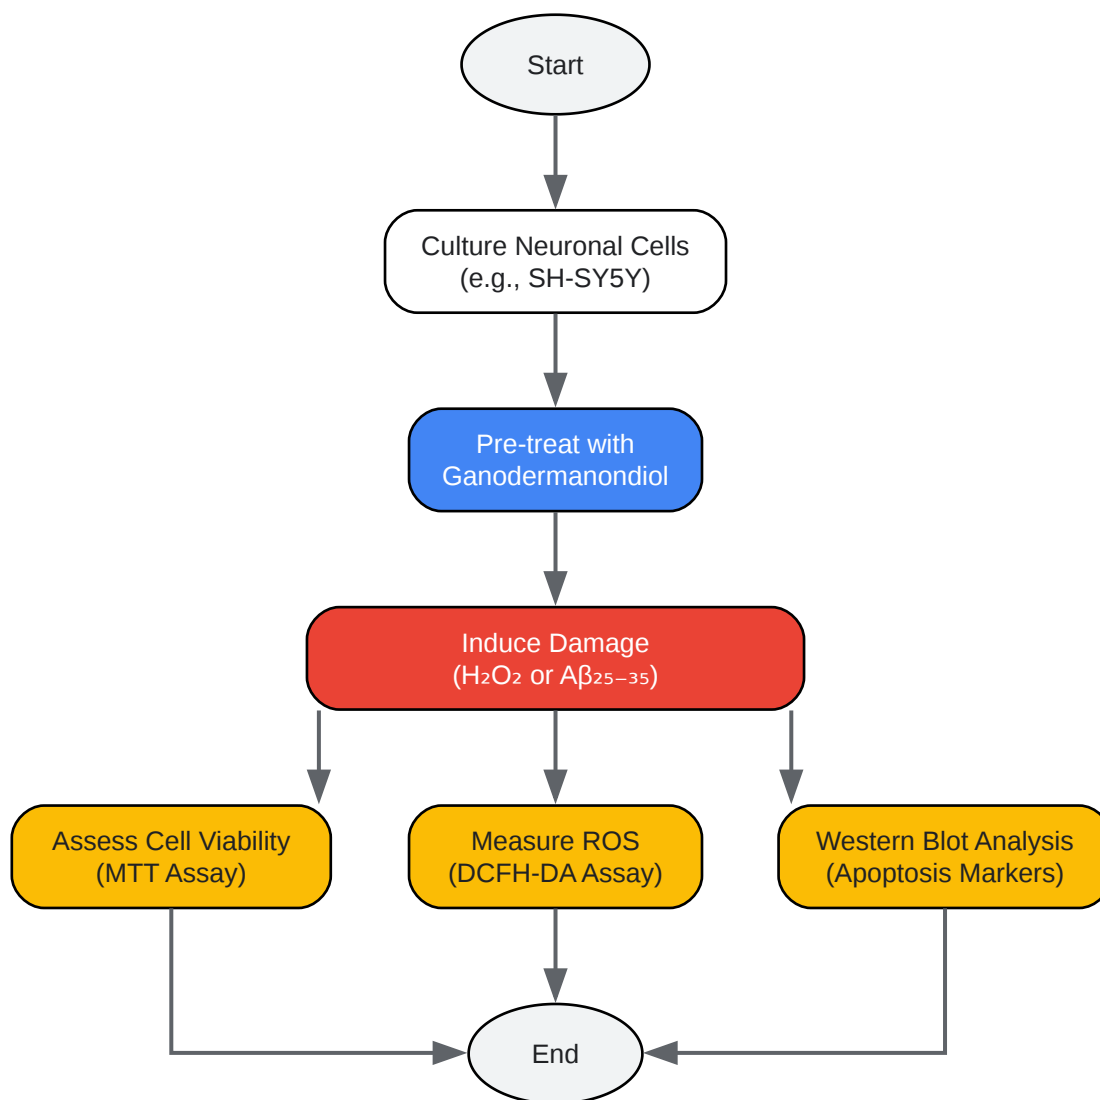 Start
Culture Neuronal Cells
(e.g., SH-SY5Y)
Pre-treat with
Ganodermanondiol
Induce Damage
(H₂O₂ or Aβ₂₅₋₃₅)
Assess Cell Viability
(MTT Assay)
Measure ROS
(DCFH-DA Assay)
Western Blot Analysis
(Apoptosis Markers)
End